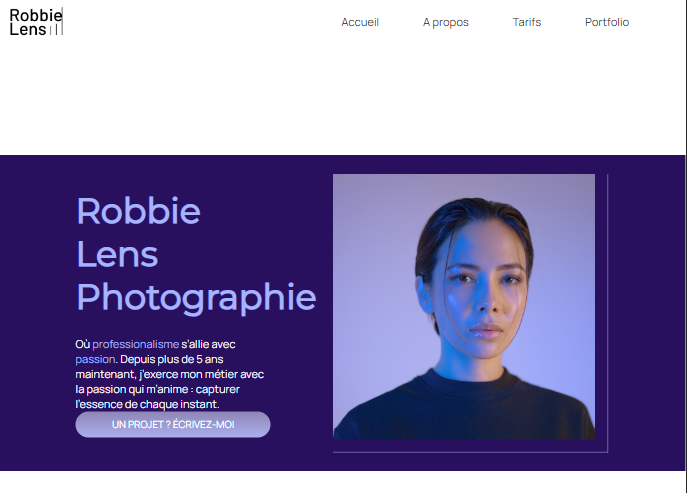 Robbie
Lens
Accueil
A propos
Tarifs
Portfolio
Robbie
Lens
Photographie
Où professionalisme s'allie avec
passion. Depuis plus de 5 ans
maintenant, j'exerce mon métier avec
la passion qui m'anime : capturer
l'essence de chaque instant.
UN PROJET ? ÉCRIVEZ-MOI